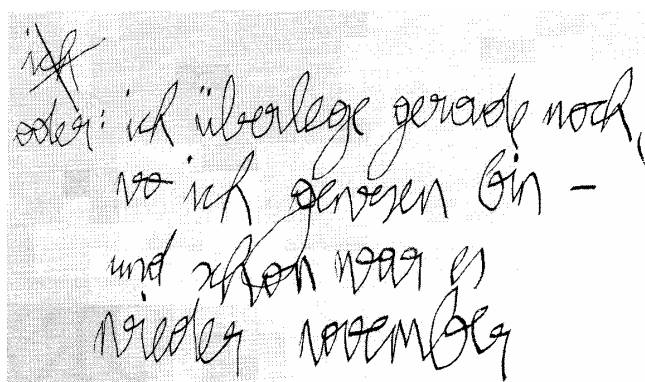 ich
oder: ich überlege gerade noch,
wo ich gewesen bin –
und schon war es
wieder november